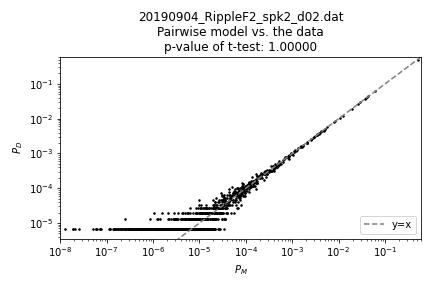 20190904_RippleF2_spk2_d02.dat
Pairwise model vs. the data
p-value of t-test: 1.00000
P_D
10⁻¹
10⁻²
10⁻³
10⁻⁴
10⁻⁵
y=x
10⁻⁸ 10⁻⁷ 10⁻⁶ 10⁻⁵ 10⁻⁴ 10⁻³ 10⁻² 10⁻¹
P_M